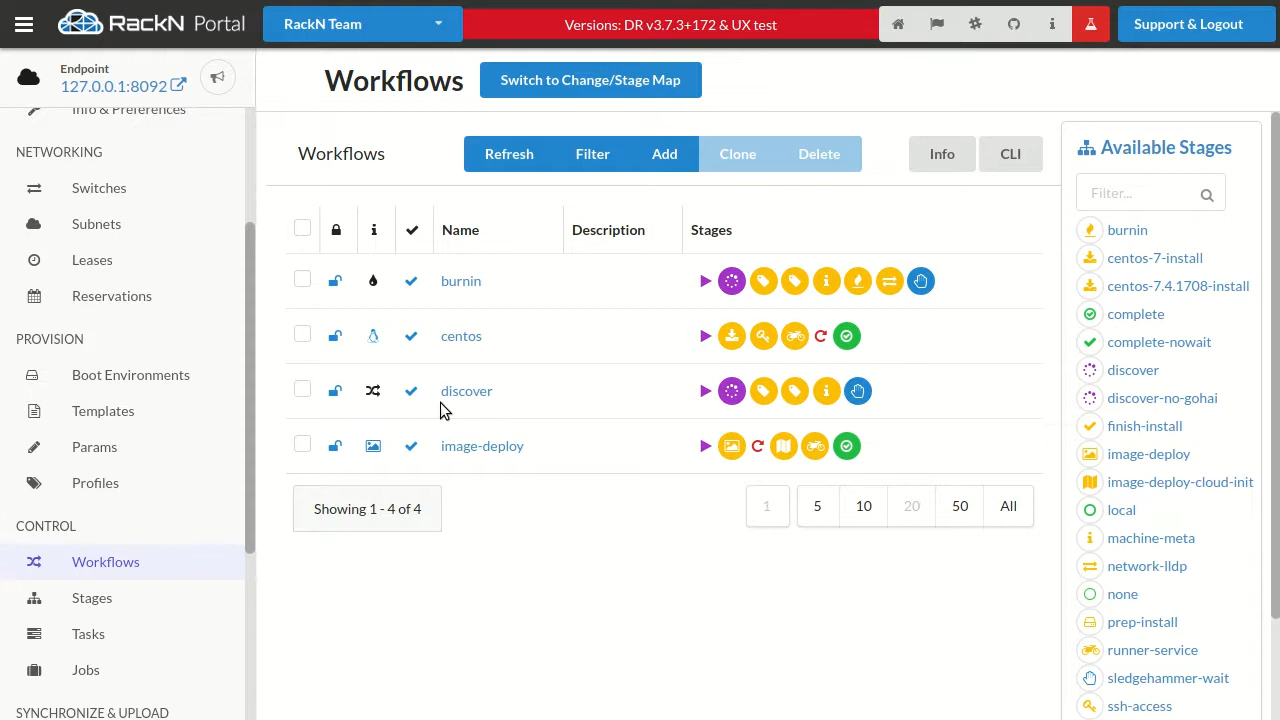 RackN Portal
RackN Team
Versions: DR v3.7.3+172 & UX test
Support & Logout
Endpoint
127.0.0.1:8092
Info & Preferences
NETWORKING
Switches
Subnets
Leases
Reservations
PROVISION
Boot Environments
Templates
Params
Profiles
CONTROL
Workflows
Stages
Tasks
Jobs
SYNCHRONIZE & UPLOAD
Workflows
Switch to Change/Stage Map
Workflows
Refresh
Filter
Add
Clone
Delete
Info
CLI
Name
Description
Stages
burnin
centos
discover
image-deploy
Showing 1 - 4 of 4
1
5
10
20
50
All
Available Stages
Filter...
burnin
centos-7-install
centos-7.4.1708-install
complete
complete-nowait
discover
discover-no-gohai
finish-install
image-deploy
image-deploy-cloud-init
local
machine-meta
network-lldp
none
prep-install
runner-service
sledgehammer-wait
ssh-access